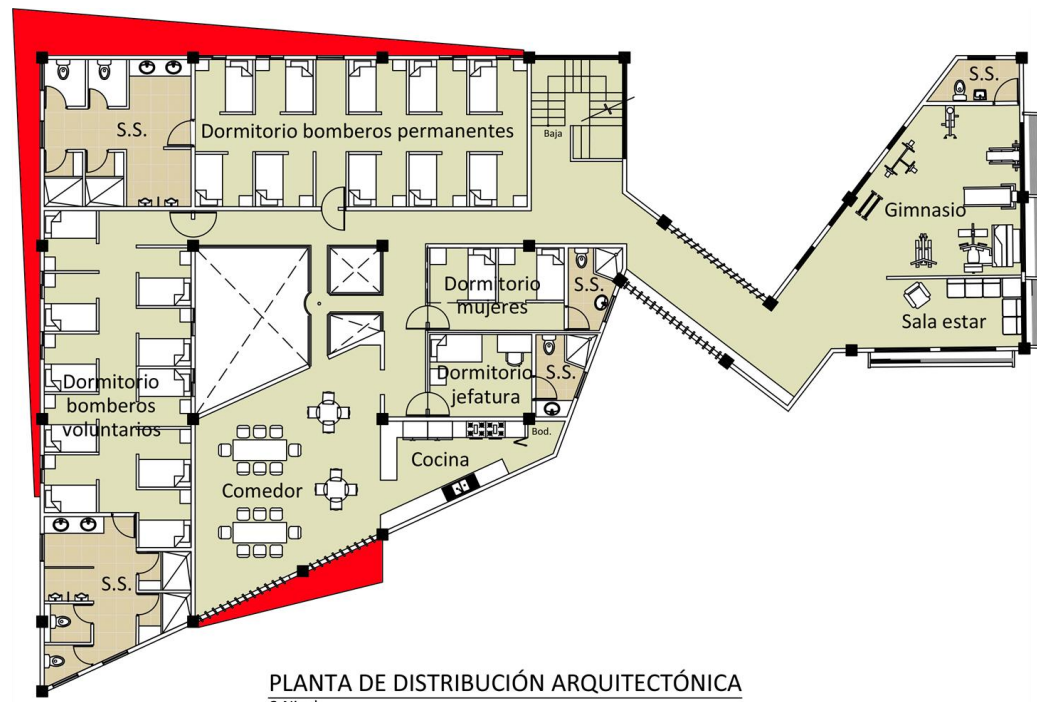 S.S.
S.S.
Dormitorio bomberos permanentes
Baja
Gimnasio
Dormitorio
mujeres
S.S.
Sala estar
Dormitorio
bomberos
voluntarios
Dormitorio
jefatura
S.S.
Bod.
Cocina
Comedor
S.S.
PLANTA DE DISTRIBUCIÓN ARQUITECTÓNICA